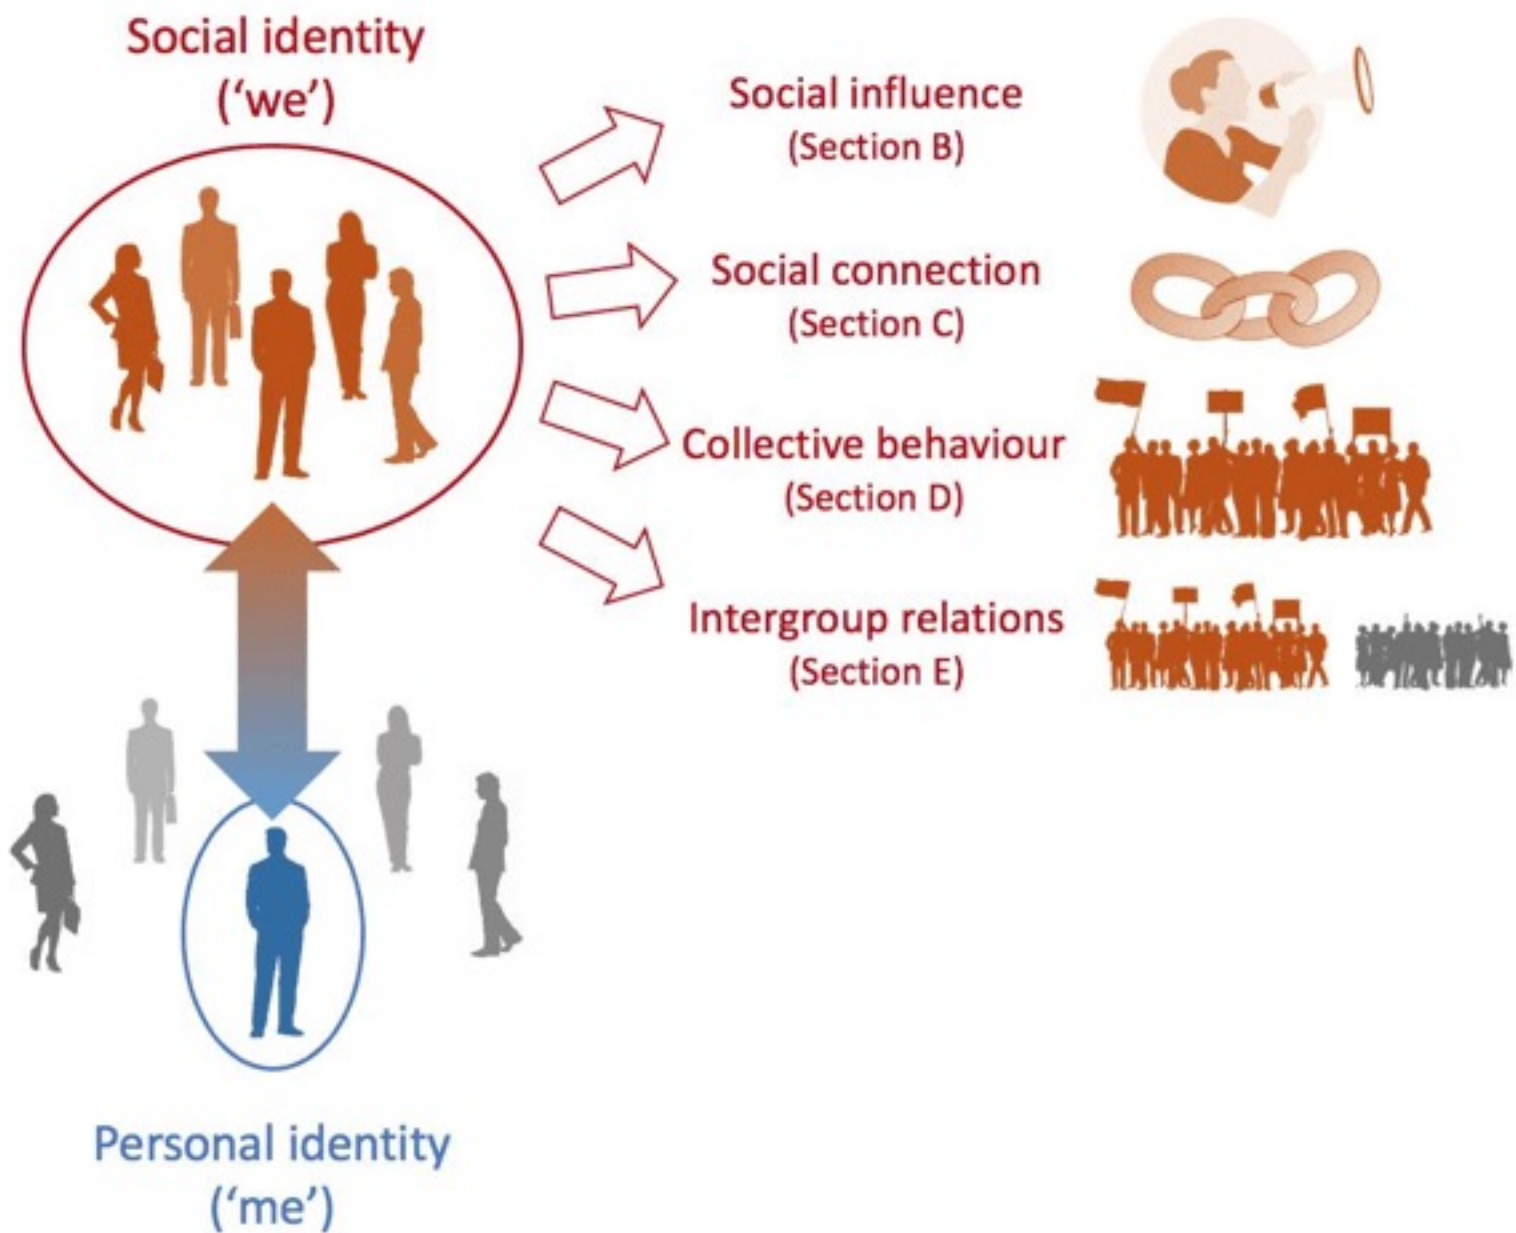 Social identity
(‘we’)
Social influence
(Section B)
Social connection
(Section C)
Collective behaviour
(Section D)
Intergroup relations
(Section E)
Personal identity
(‘me’)